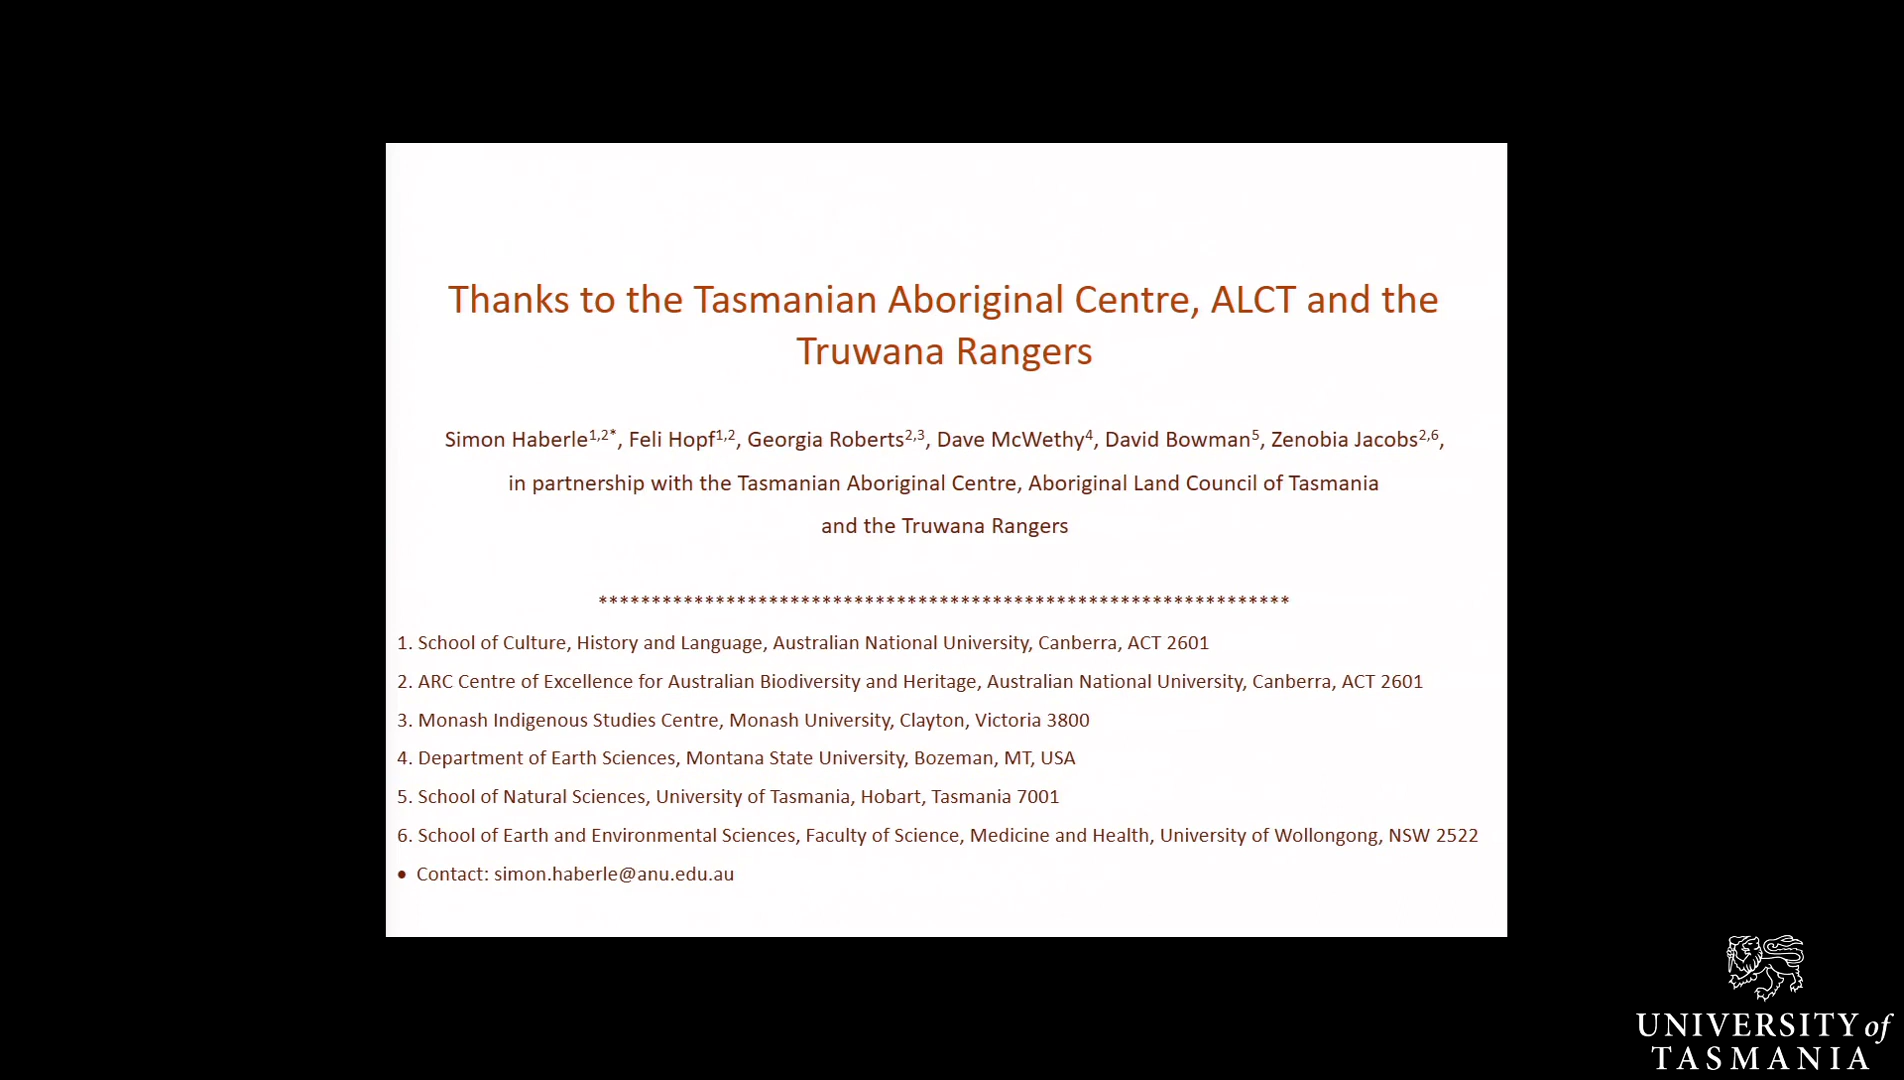 Thanks to the Tasmanian Aboriginal Centre, ALCT and the
Truwana Rangers
Simon Haberle1,2*, Feli Hopf1,2, Georgia Roberts2,3, Dave McWethy4, David Bowman5, Zenobia Jacobs2,6,
in partnership with the Tasmanian Aboriginal Centre, Aboriginal Land Council of Tasmania
and the Truwana Rangers
*****************************************************************
1. School of Culture, History and Language, Australian National University, Canberra, ACT 2601
2. ARC Centre of Excellence for Australian Biodiversity and Heritage, Australian National University, Canberra, ACT 2601
3. Monash Indigenous Studies Centre, Monash University, Clayton, Victoria 3800
4. Department of Earth Sciences, Montana State University, Bozeman, MT, USA
5. School of Natural Sciences, University of Tasmania, Hobart, Tasmania 7001
6. School of Earth and Environmental Sciences, Faculty of Science, Medicine and Health, University of Wollongong, NSW 2522
• Contact: simon.haberle@anu.edu.au
UNIVERSITY of
TASMANIA